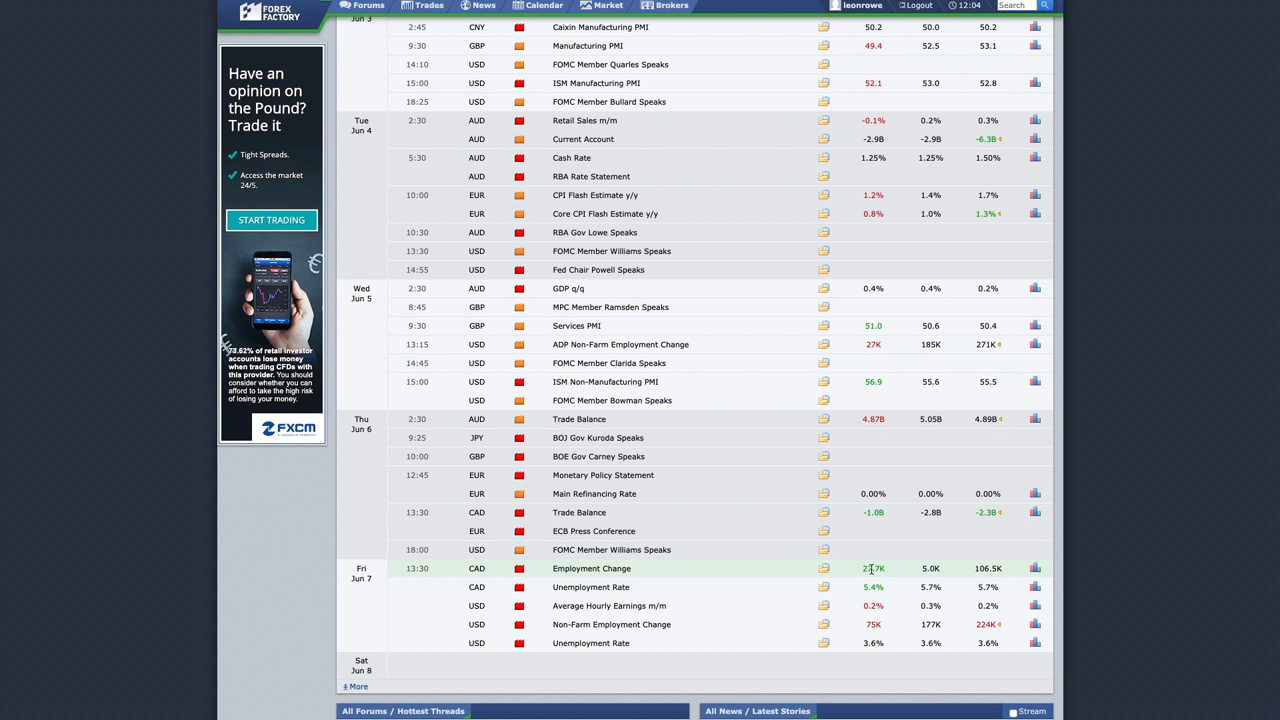 FOREX
FACTORY
Forums
Trades
News
Calendar
Market
Brokers
leonrowe
Logout
12:04
Search
Have an
opinion on
the Pound?
Trade it
Tight Spreads.
Access the market
24/5.
START TRADING
73.62% of retail investor
accounts lose money
when trading CFDs with
this provider. You should
consider whether you can
afford to take the high risk
of losing your money.
FXCM
Jun 3
2:45 CNY Caixin Manufacturing PMI 50.2 50.0 50.2
9:30 GBP Manufacturing PMI 49.4 52.5 53.1
14:10 USD FOMC Member Quarles Speaks
15:00 USD ISM Manufacturing PMI 52.1 53.0 52.8
18:25 USD FOMC Member Bullard Speaks
Tue
Jun 4
2:30 AUD Retail Sales m/m -0.1% 0.2% 0.3%
AUD Current Account -2.9B -2.9B -6.3B
5:30 AUD Cash Rate 1.25% 1.25% 1.50%
AUD RBA Rate Statement
10:00 EUR CPI Flash Estimate y/y 1.2% 1.4% 1.7%
EUR Core CPI Flash Estimate y/y 0.8% 1.0% 1.3%
10:30 AUD RBA Gov Lowe Speaks
13:30 USD FOMC Member Williams Speaks
14:55 USD Fed Chair Powell Speaks
Wed
Jun 5
2:30 AUD GDP q/q 0.4% 0.4% 0.2%
8:45 GBP MPC Member Ramsden Speaks
9:30 GBP Services PMI 51.0 50.6 50.4
13:15 USD ADP Non-Farm Employment Change 27K 185K 271K
14:45 USD FOMC Member Clarida Speaks
15:00 USD ISM Non-Manufacturing PMI 56.9 55.6 55.5
USD FOMC Member Bowman Speaks
Thu
Jun 6
2:30 AUD Trade Balance 4.87B 5.05B 4.89B
9:25 JPY BOJ Gov Kuroda Speaks
10:00 GBP BOE Gov Carney Speaks
12:45 EUR Monetary Policy Statement
EUR Main Refinancing Rate 0.00% 0.00% 0.00%
13:30 CAD Trade Balance -1.0B -2.8B -2.3B
EUR ECB Press Conference
18:00 USD FOMC Member Williams Speaks
Fri
Jun 7
13:30 CAD Employment Change 5.0K 106.5K
CAD Unemployment Rate 5.4% 5.7% 5.7%
USD Average Hourly Earnings m/m 0.2% 0.3% 0.2%
USD Non-Farm Employment Change 75K 177K 224K
USD Unemployment Rate 3.6% 3.6% 3.6%
Sat
Jun 8
More
All Forums / Hottest Threads
All News / Latest Stories
Stream